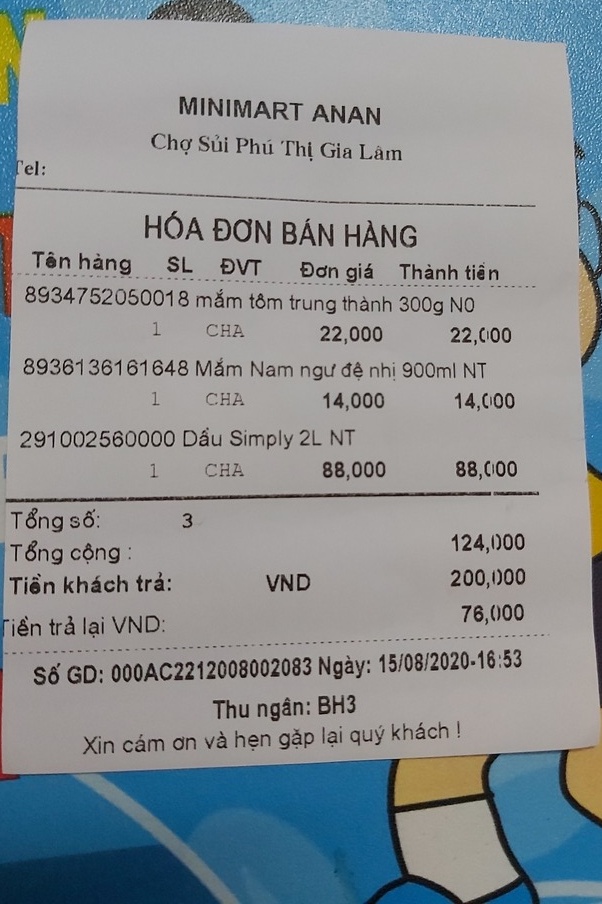 MINIMART ANAN
Chợ Sủi Phú Thị Gia Lâm
Tel:
HÓA ĐƠN BÁN HÀNG
Tên hàng SL ĐVT Đơn giá Thành tiền
8934752050018 mắm tôm trung thành 300g N0
1 CHA 22,000 22,000
8936136161648 Mắm Nam ngư đệ nhị 900ml NT
1 CHA 14,000 14,000
291002560000 Dầu Simply 2L NT
1 CHA 88,000 88,000
Tổng số: 3
Tổng cộng : 124,000
Tiền khách trả: VND 200,000
Tiền trả lại VND: 76,000
Số GD: 000AC2212008002083 Ngày: 15/08/2020-16:53
Thu ngân: BH3
Xin cám ơn và hẹn gặp lại quý khách !